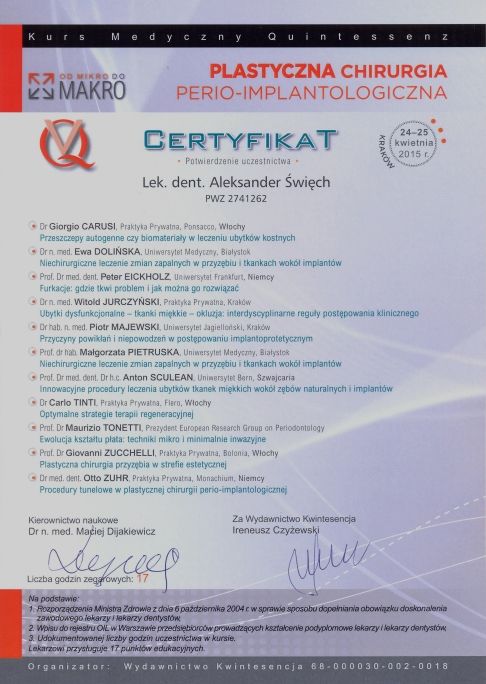 Kurs Medyczny Quintessenz
OD MIKRO DO
MAKRO
PLASTYCZNA CHIRURGIA
PERIO-IMPLANTOLOGICZNA
VQ
CERTYFIKAT
• Potwierdzenie uczestnictwa •
24–25
kwietnia
2015 r.
KRAKÓW
Lek. dent. Aleksander Święch
PWZ 2741262
Dr Giorgio CARUSI, Praktyka Prywatna, Ponsacco, Włochy
Przeszczepy autogenne czy biomateriały w leczeniu ubytków kostnych
Dr n. med. Ewa DOLIŃSKA, Uniwersytet Medyczny, Białystok
Niechirurgiczne leczenie zmian zapalnych w przyzębiu i tkankach wokół implantów
Prof. Dr med. dent. Peter EICKHOLZ, Uniwersytet Frankfurt, Niemcy
Furkacje: gdzie tkwi problem i jak można go rozwiązać
Dr n. med. Witold JURCZYŃSKI, Praktyka Prywatna, Kraków
Ubytki dysfunkcjonalne – tkanki miękkie – okluzja: interdyscyplinarne reguły postępowania klinicznego
Dr hab. n. med. Piotr MAJEWSKI, Uniwersytet Jagielloński, Kraków
Przyczyny powikłań i niepowodzeń w postępowaniu implantoprotetycznym
Prof. dr hab. Małgorzata PIETRUSKA, Uniwersytet Medyczny, Białystok
Niechirurgiczne leczenie zmian zapalnych w przyzębiu i tkankach wokół implantów
Prof. Dr med. dent. Dr h.c. Anton SCULEAN, Uniwersytet Bern, Szwajcaria
Innowacyjne procedury leczenia ubytków tkanek miękkich wokół zębów naturalnych i implantów
Dr Carlo TINTI, Praktyka Prywatna, Flero, Włochy
Optymalne strategie terapii regeneracyjnej
Prof. Dr Maurizio TONETTI, Prezydent European Research Group on Periodontology
Ewolucja kształtu płata: techniki mikro i minimalnie inwazyjne
Prof. Dr Giovanni ZUCCHELLI, Praktyka Prywatna, Bolonia, Włochy
Plastyczna chirurgia przyzębia w strefie estetycznej
Dr med. dent. Otto ZUHR, Praktyka Prywatna, Monachium, Niemcy
Procedury tunelowe w plastycznej chirurgii perio-implantologicznej
Kierownictwo naukowe
Dr n. med. Maciej Dijakiewicz
Za Wydawnictwo Kwintesencja
Ireneusz Czyżewski
Liczba godzin zegarowych: 17
Na podstawie:
1. Rozporządzenia Ministra Zdrowie z dnia 6 października 2004 r. w sprawie sposobu dopełniania obowiązku doskonalenia
zawodowego lekarzy i lekarzy dentystów,
2. Wpisu do rejestru OIL w Warszawie przedsiębiorców prowadzących kształcenie podyplomowe lekarzy i lekarzy dentystów,
3. Udokumentowanej liczby godzin uczestnictwa w kursie.
Lekarzowi przysługuje 17 punktów edukacyjnych.
Organizator: Wydawnictwo Kwintesencja 68-000030-002-0018